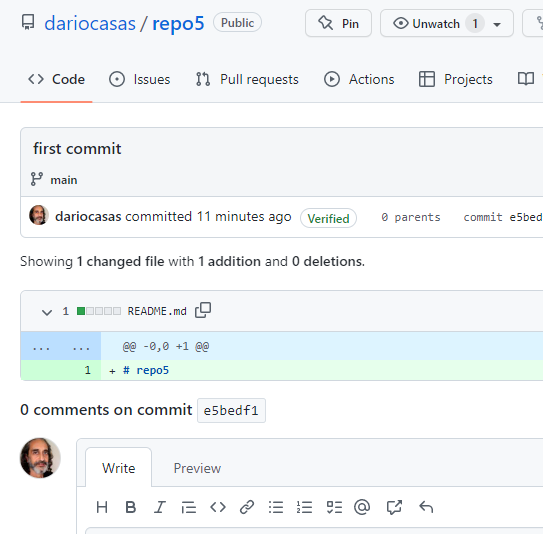 dariocasas / repo5 Public Pin Unwatch 1
Code Issues Pull requests Actions Projects
first commit
main
dariocasas committed 11 minutes ago Verified 0 parents commit e5bed
Showing 1 changed file with 1 addition and 0 deletions.
1 README.md
... ... @@ -0,0 +1 @@
1 + # repo5
0 comments on commit e5bedf1
Write Preview
H B I